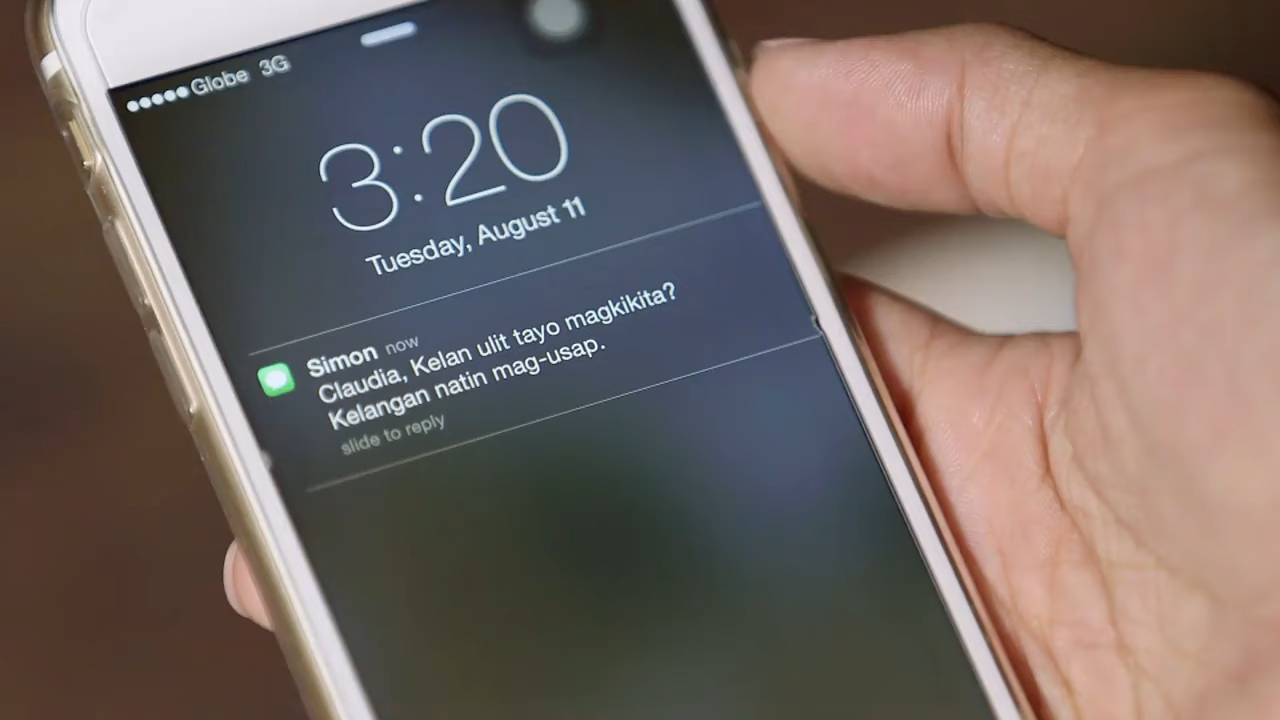 ●●●●● Globe 3G
3:20
Tuesday, August 11
Simon now
Claudia, Kelan ulit tayo magkikita?
Kelangan natin mag-usap.
slide to reply